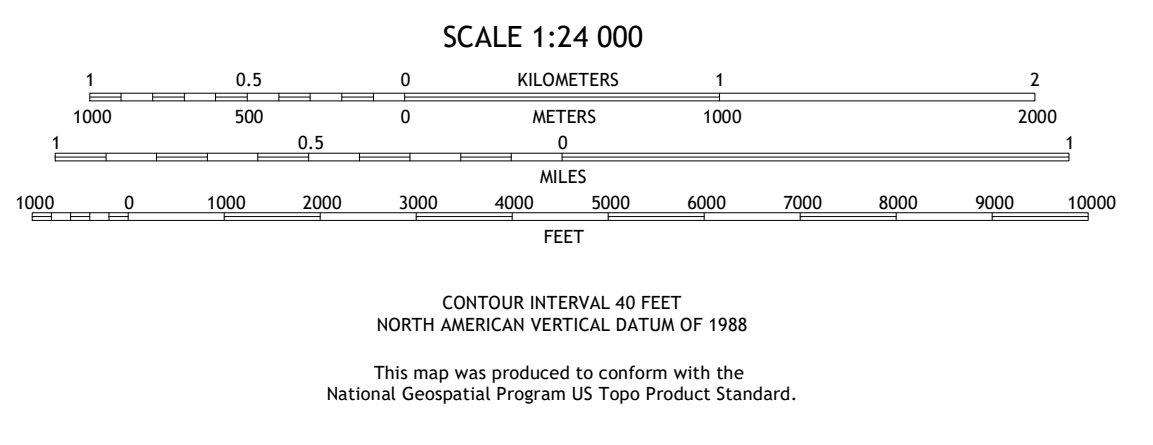 SCALE 1:24 000
1 0.5 0 KILOMETERS 1 2
1000 500 0 METERS 1000 2000
1 0.5 0 1
MILES
1000 0 1000 2000 3000 4000 5000 6000 7000 8000 9000 10000
FEET
CONTOUR INTERVAL 40 FEET
NORTH AMERICAN VERTICAL DATUM OF 1988
This map was produced to conform with the
National Geospatial Program US Topo Product Standard.